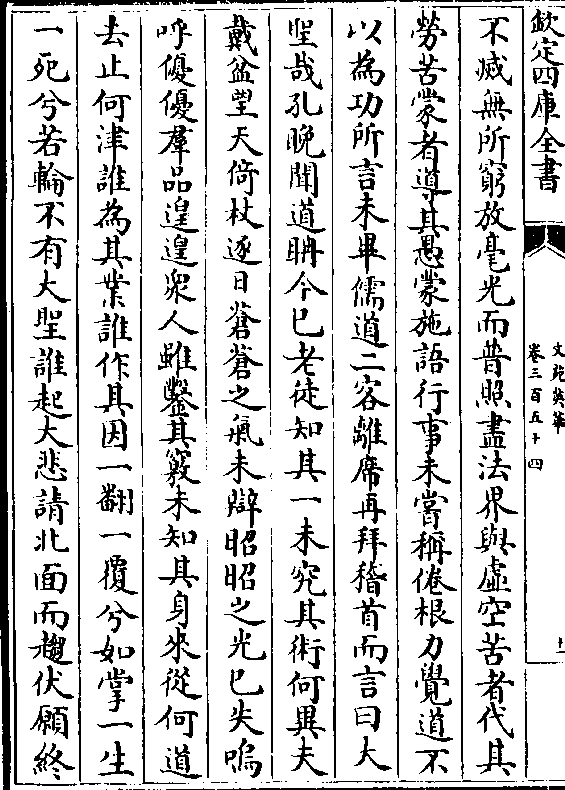 欽定四庫全書
文苑英華
卷三百五十四
十一
不滅無所窮放毫光而普照盡法界與虛空苦者代其
勞苦蒙者導其愚蒙施語行事未嘗稱倦根力覺道不
以為功所言未畢儒道二客離席再拜稽首而言曰大
聖哉孔晚聞道聃今已老徒知其一未究其術何異夫
戴盆望天倚杖逐日蒼蒼之氣未辯昭昭之光已失嗚
呼優優羣品遑遑衆人雖鑿其竅未知其身來從何道
去止何津誰為其業誰作其因一翻一覆兮如掌一生
一死兮若輪不有大聖誰起大悲請北面而趨伏願終